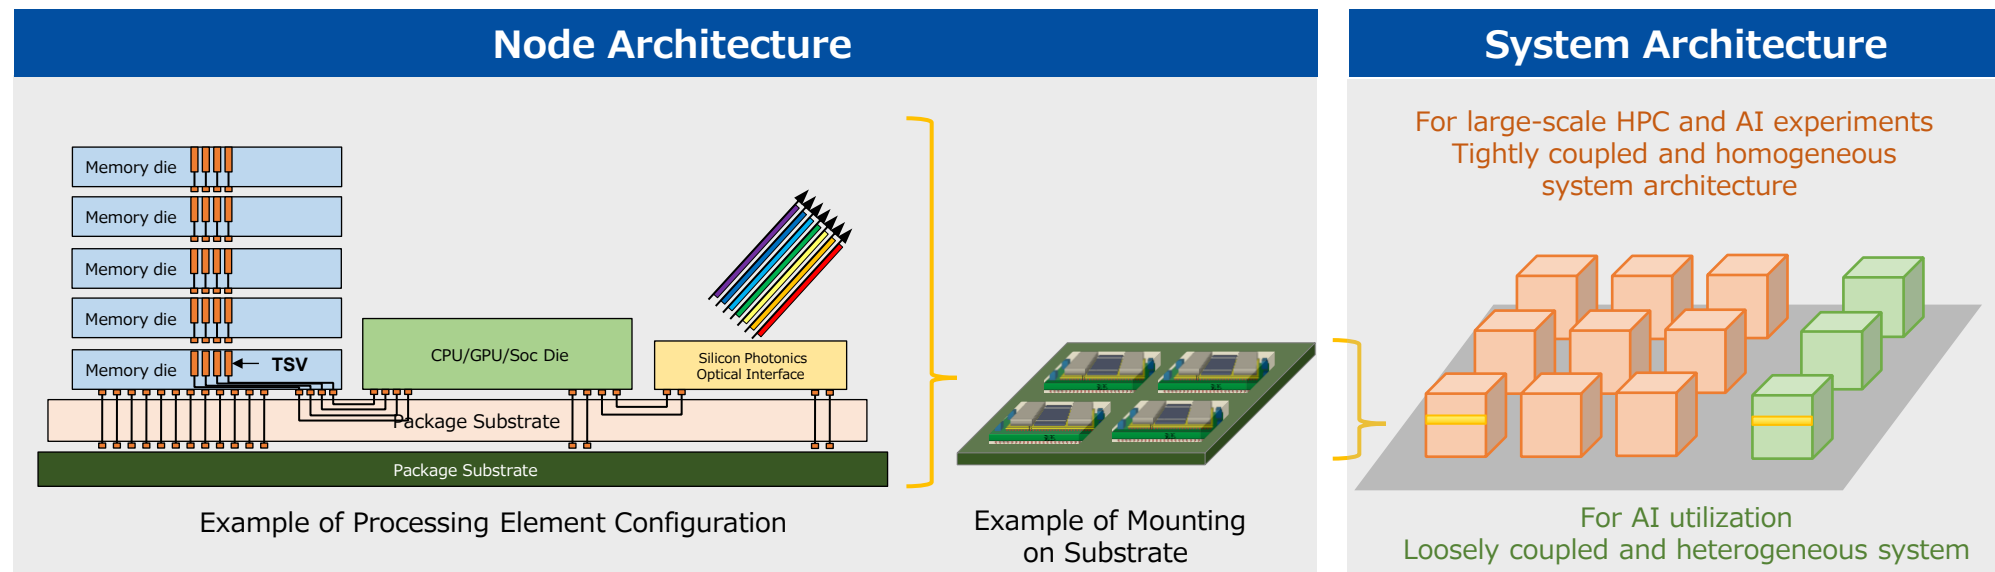 Node Architecture
System Architecture
Memory die
Memory die
Memory die
Memory die
Memory die
TSV
CPU/GPU/Soc Die
Silicon Photonics
Optical Interface
Package Substrate
Package Substrate
Example of Processing Element Configuration
Example of Mounting
on Substrate
For large-scale HPC and AI experiments
Tightly coupled and homogeneous
system architecture
For AI utilization
Loosely coupled and heterogeneous system